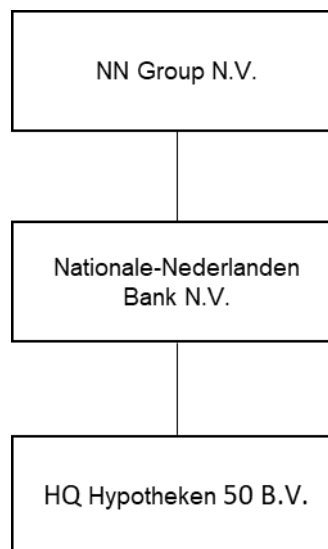 NN Group N.V.
Nationale-Nederlanden
Bank N.V.
HQ Hypotheken 50 B.V.